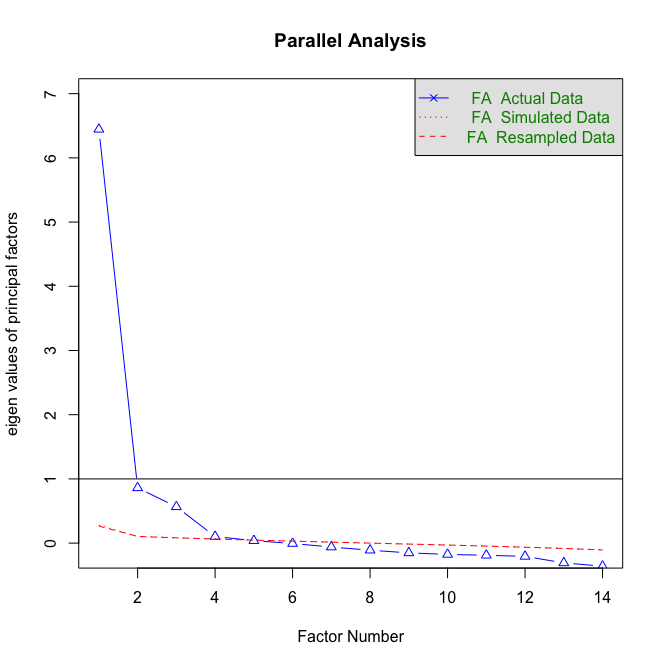 Parallel Analysis
eigen values of principal factors
7
6
5
4
3
2
1
0
FA Actual Data
FA Simulated Data
FA Resampled Data
2 4 6 8 10 12 14
Factor Number